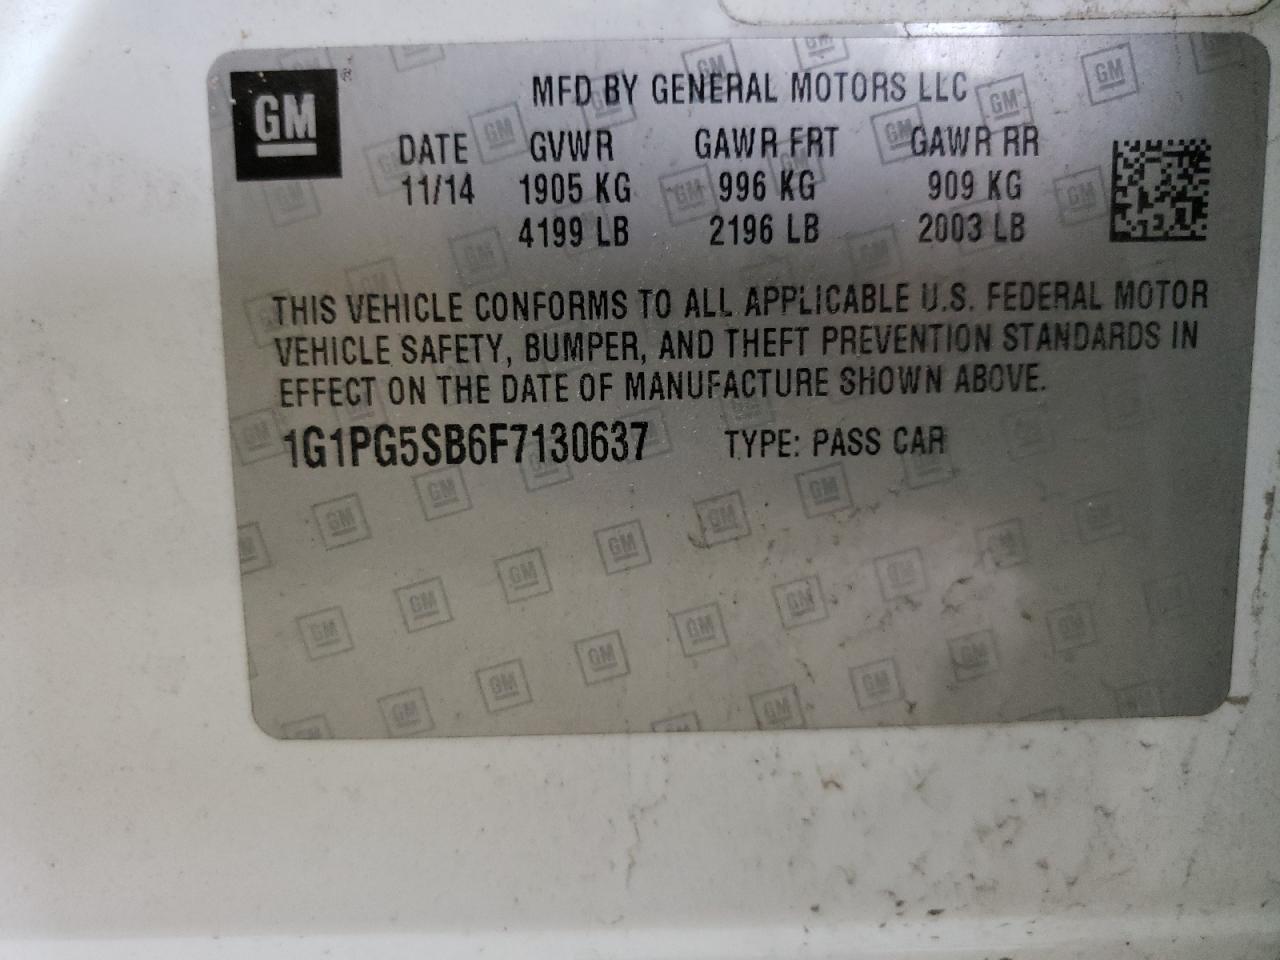 GM
MFD BY GENERAL MOTORS LLC
DATE GVWR GAWR FRT GAWR RR
11/14 1905 KG 996 KG 909 KG
4199 LB 2196 LB 2003 LB
THIS VEHICLE CONFORMS TO ALL APPLICABLE U.S. FEDERAL MOTOR
VEHICLE SAFETY, BUMPER, AND THEFT PREVENTION STANDARDS IN
EFFECT ON THE DATE OF MANUFACTURE SHOWN ABOVE.
1G1PG5SB6F7130637 TYPE: PASS CAR